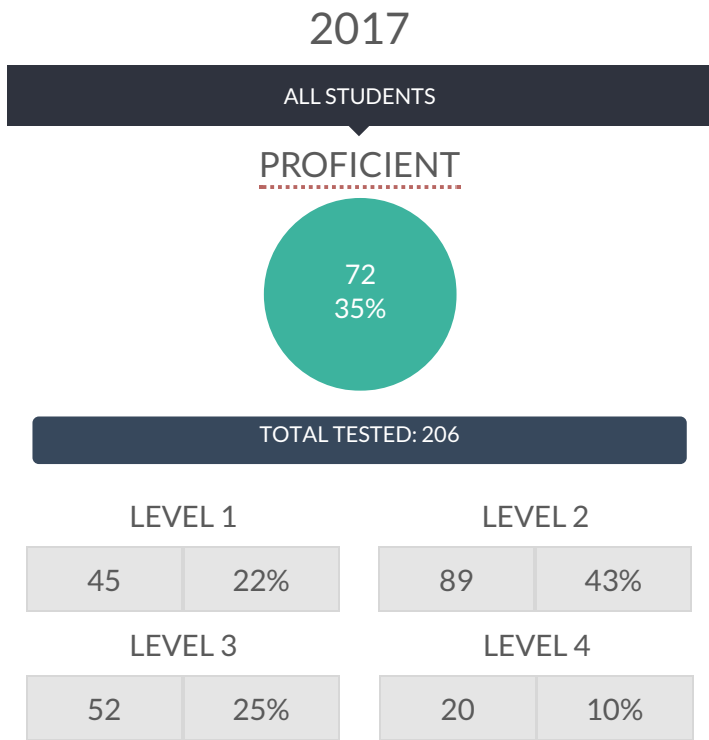 2017
ALL STUDENTS
PROFICIENT
72
35%
TOTAL TESTED: 206
LEVEL 1 LEVEL 2
45 22% 89 43%
LEVEL 3 LEVEL 4
52 25% 20 10%